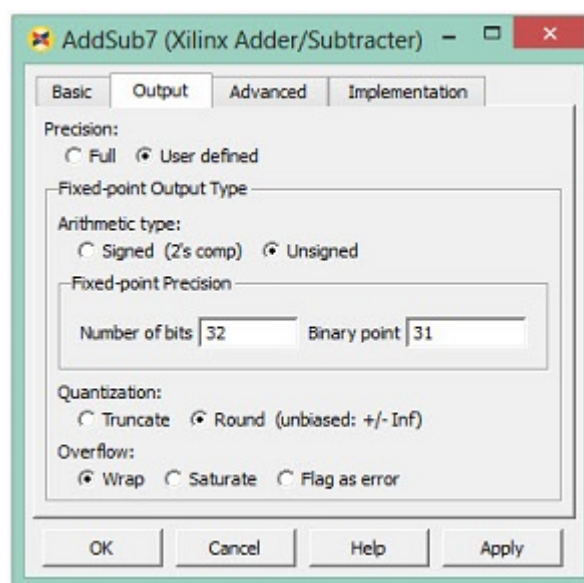 AddSub7 (Xilinx Adder/Subtracter)
Basic Output Advanced Implementation
Precision:
Full User defined
Fixed-point Output Type
Arithmetic type:
Signed (2's comp) Unsigned
Fixed-point Precision
Number of bits 32 Binary point 31
Quantization:
Truncate Round (unbiased: +/- Inf)
Overflow:
Wrap Saturate Flag as error
OK Cancel Help Apply